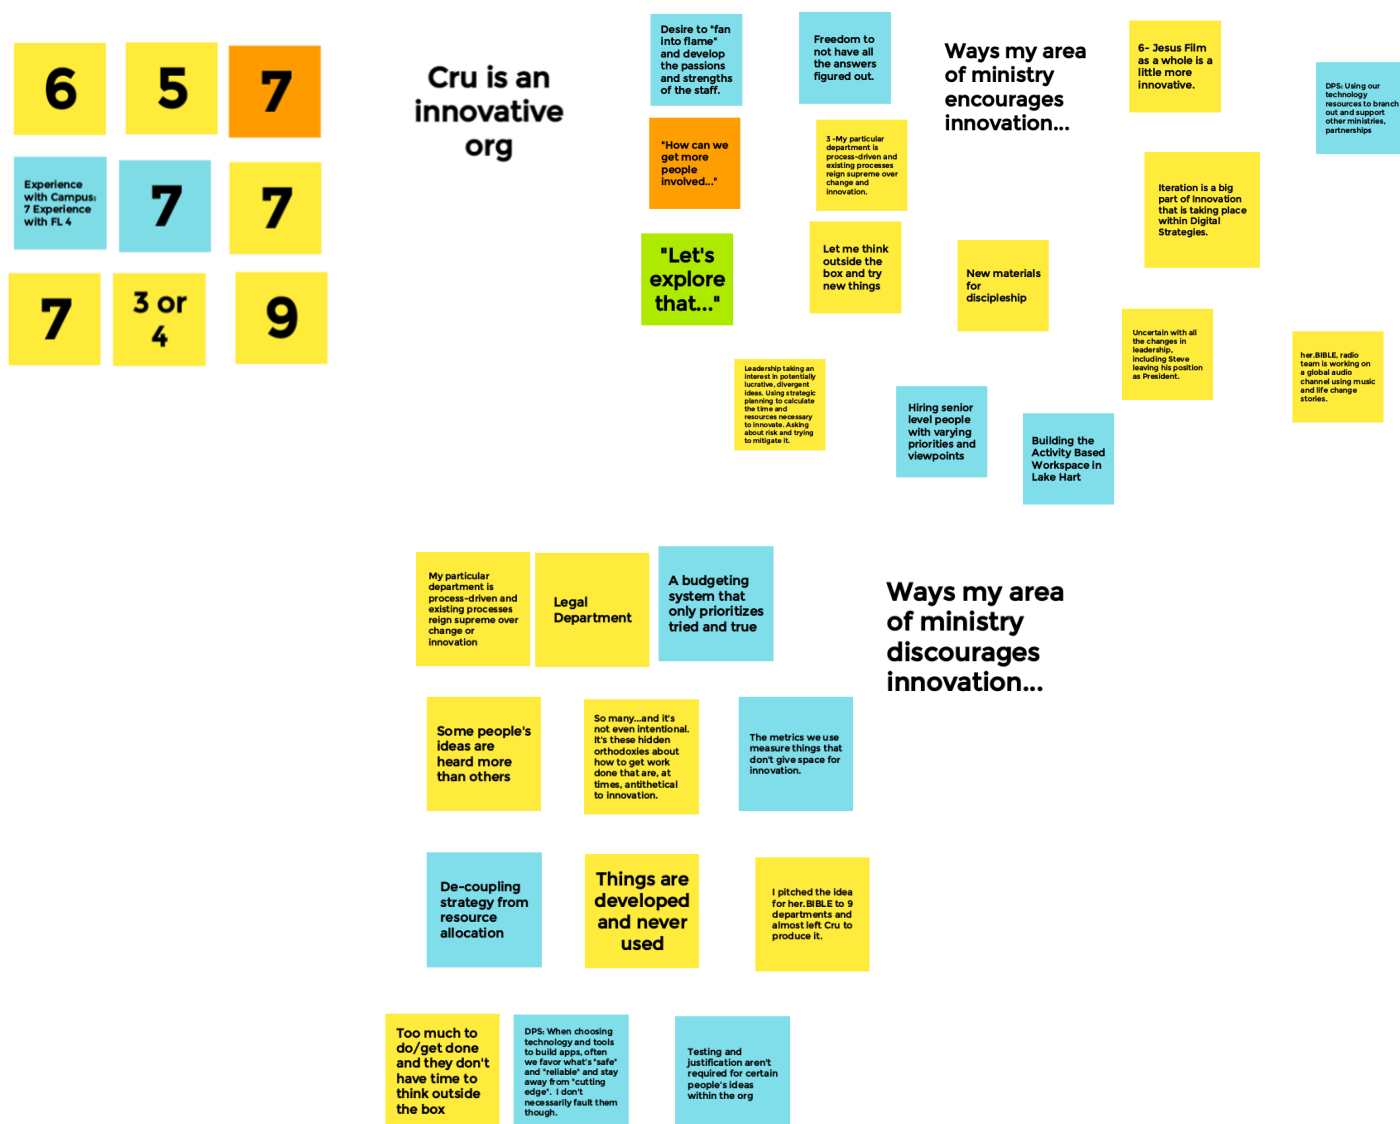 6
5
7
Experience
with Campus:
7 Experience
with FL 4
7
7
7
3 or
4
9
Cru is an
innovative
org
Desire to "fan
into flame"
and develop
the passions
and strengths
of the staff.
Freedom to
not have all
the answers
figured out.
Ways my area
of ministry
encourages
innovation...
6- Jesus Film
as a whole is a
little more
innovative.
DPS: Using our
technology
resources to branch
out and support
other ministries,
partnerships
"How can we
get more
people
involved..."
3 -My particular
department is
process-driven and
existing processes
reign supreme over
change and
innovation.
Iteration is a big
part of Innovation
that is taking place
within Digital
Strategies.
"Let's
explore
that..."
Let me think
outside the
box and try
new things
New materials
for
discipleship
Uncertain with all
the changes in
leadership,
including Steve
leaving his position
as President.
her.BIBLE, radio
team is working on
a global audio
channel using music
and life change
stories.
Leadership taking an
interest in potentially
lucrative, divergent
ideas. Using strategic
planning to calculate
the time and
resources necessary
to innovate. Asking
about risk and trying
to mitigate it.
Hiring senior
level people
with varying
priorities and
viewpoints
Building the
Activity Based
Workspace in
Lake Hart
My particular
department is
process-driven and
existing processes
reign supreme over
change or
innovation
Legal
Department
A budgeting
system that
only prioritizes
tried and true
Ways my area
of ministry
discourages
innovation...
Some people's
ideas are
heard more
than others
So many...and it's
not even intentional.
It's these hidden
orthodoxies about
how to get work
done that are, at
times, antithetical
to innovation.
The metrics we use
measure things that
don't give space for
innovation.
De-coupling
strategy from
resource
allocation
Things are
developed
and never
used
I pitched the idea
for her.BIBLE to 9
departments and
almost left Cru to
produce it.
Too much to
do/get done
and they don't
have time to
think outside
the box
DPS: When choosing
technology and tools
to build apps, often
we favor what's "safe"
and "reliable" and stay
away from "cutting
edge".  I don't
necessarily fault them
though.
Testing and
justification aren't
required for certain
people's ideas
within the org